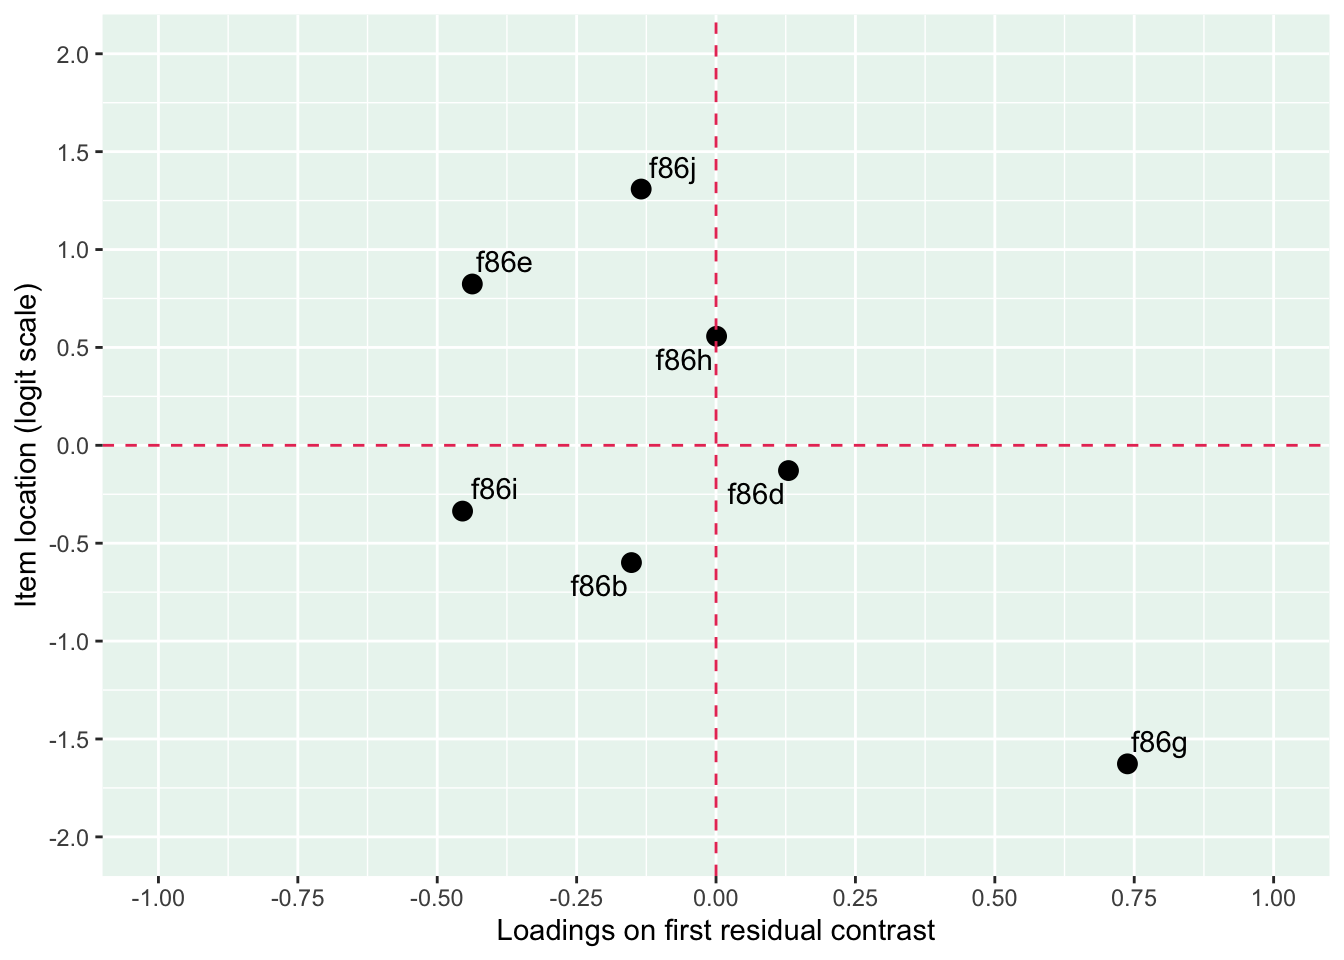 2.0
1.5
1.0
0.5
0.0
-0.5
-1.0
-1.5
-2.0
Item location (logit scale)
f86j
f86e
f86h
f86d
f86i
f86b
f86g
-1.00 -0.75 -0.50 -0.25 0.00 0.25 0.50 0.75 1.00
Loadings on first residual contrast